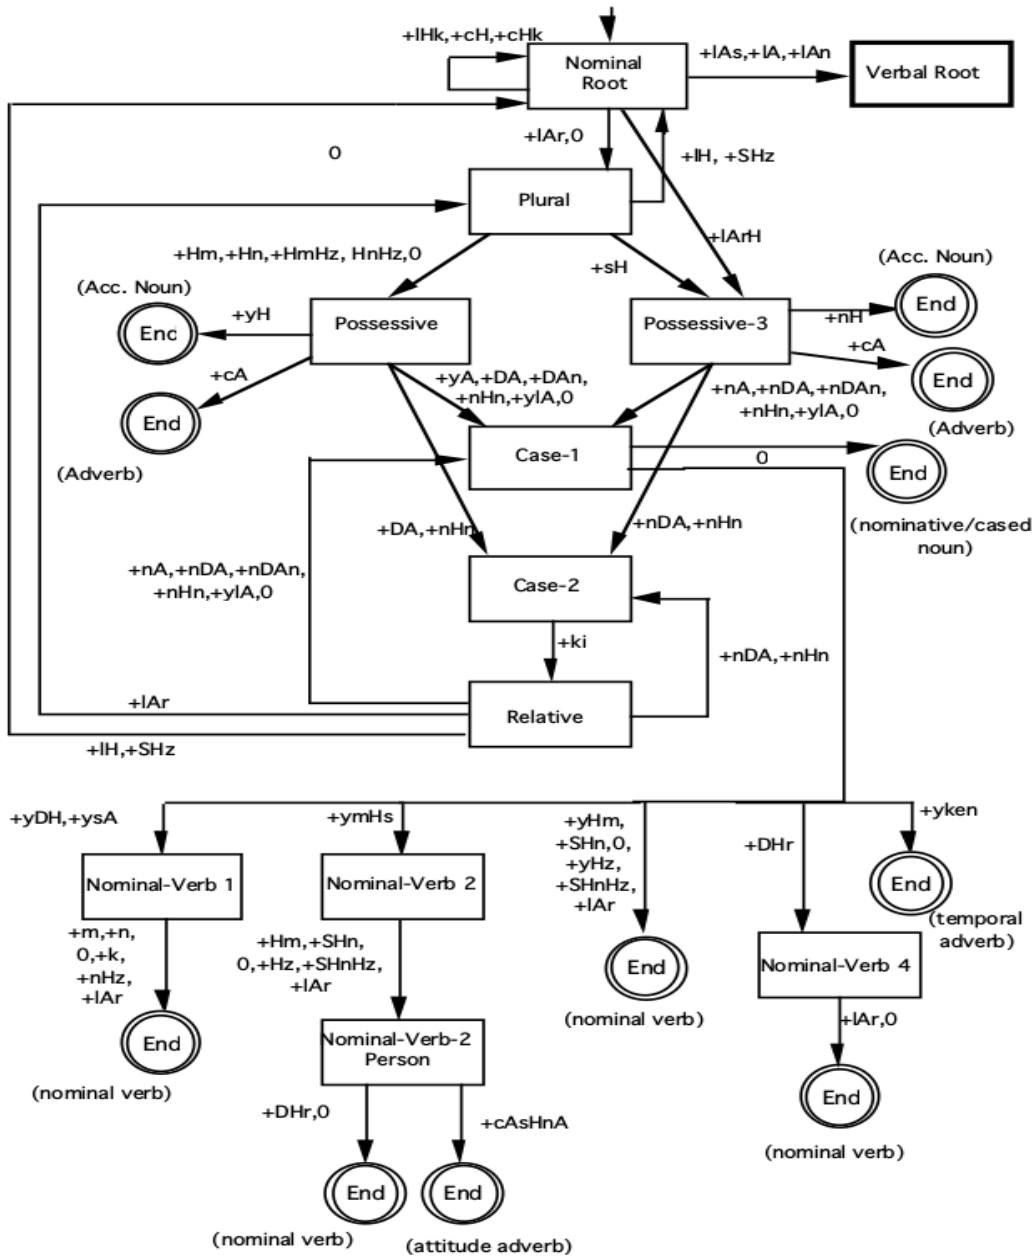 +lHk,+cH,+cHk
Nominal
Root
+lAs,+lA,+lAn
Verbal Root
+lAr,0
0
+lH, +SHz
Plural
+lArH
+Hm,+Hn,+HmHz, HnHz,0
+sH
(Acc. Noun)
(Acc. Noun)
End
+yH
Possessive
Possessive-3
+nH
End
+cA
+cA
+yA,+DA,+DAn,
+nHn,+ylA,0
+nA,+nDA,+nDAn,
+nHn,+ylA,0
End
End
(Adverb)
(Adverb)
Case-1
0
End
(nominative/cased
noun)
+DA,+nHn
+nDA,+nHn
+nA,+nDA,+nDAn,
+nHn,+ylA,0
Case-2
+ki
+nDA,+nHn
+lAr
Relative
+lH,+SHz
+yDH,+ysA
+ymHs
+yHm,
+SHn,0,
+yHz,
+SHnHz,
+lAr
+DHr
+yken
Nominal-Verb 1
Nominal-Verb 2
End
(temporal
adverb)
+m,+n,
0,+k,
+nHz,
+lAr
+Hm,+SHn,
0,+Hz,+SHnHz,
+lAr
End
(nominal verb)
Nominal-Verb 4
+lAr,0
End
(nominal verb)
Nominal-Verb-2
Person
End
(nominal verb)
+DHr,0
+cAsHnA
End
End
(nominal verb)
(attitude adverb)